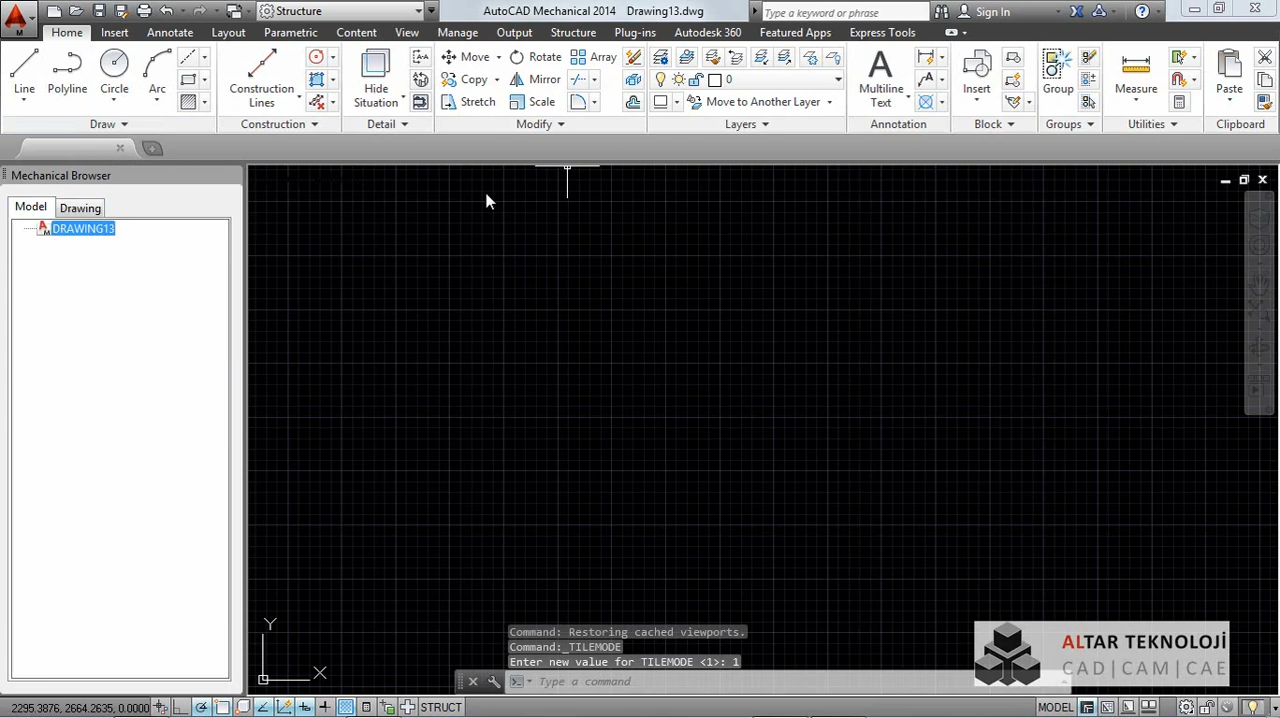 Structure
AutoCAD Mechanical 2014 Drawing13.dwg
Type a keyword or phrase
Sign In
Home Insert Annotate Layout Parametric Content View Manage Output Structure Plug-ins Autodesk 360 Featured Apps Express Tools
Line Polyline Circle Arc
Construction
Lines
Hide
Situation
Move Rotate Array
Copy Mirror
Stretch Scale
0
Move to Another Layer
Multiline
Text
Insert
Group
Measure
Paste
Draw Construction Detail Modify Layers Annotation Block Groups Utilities Clipboard
Mechanical Browser
Model Drawing
DRAWING13
Y
X
Command: Restoring cached viewports.
Command:_TILEMODE
Enter new value for TILEMODE <1>: 1
Type a command
ALTAR TEKNOLOJİ
CAD|CAM|CAE
2295.3876, 2664.2635, 0.0000
STRUCT
MODEL